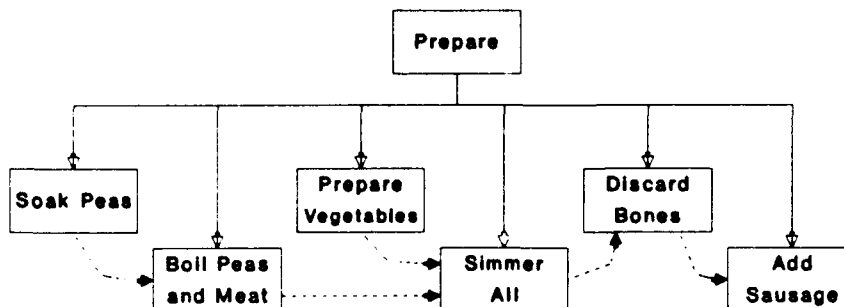 Prepare
Soak Peas
Prepare
Vegetables
Discard
Bones
Boil Peas
and Meat
Simmer
All
Add
Sausage